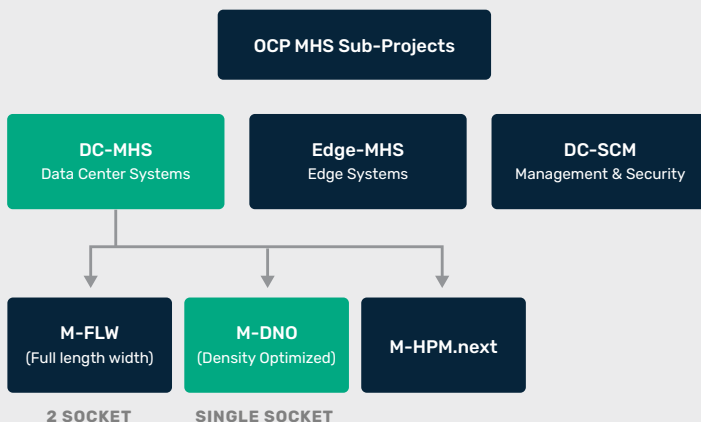 OCP MHS Sub-Projects
DC-MHS
Data Center Systems
Edge-MHS
Edge Systems
DC-SCM
Management & Security
M-FLW
(Full length width)
M-DNO
(Density Optimized)
M-HPM.next
2 SOCKET
SINGLE SOCKET